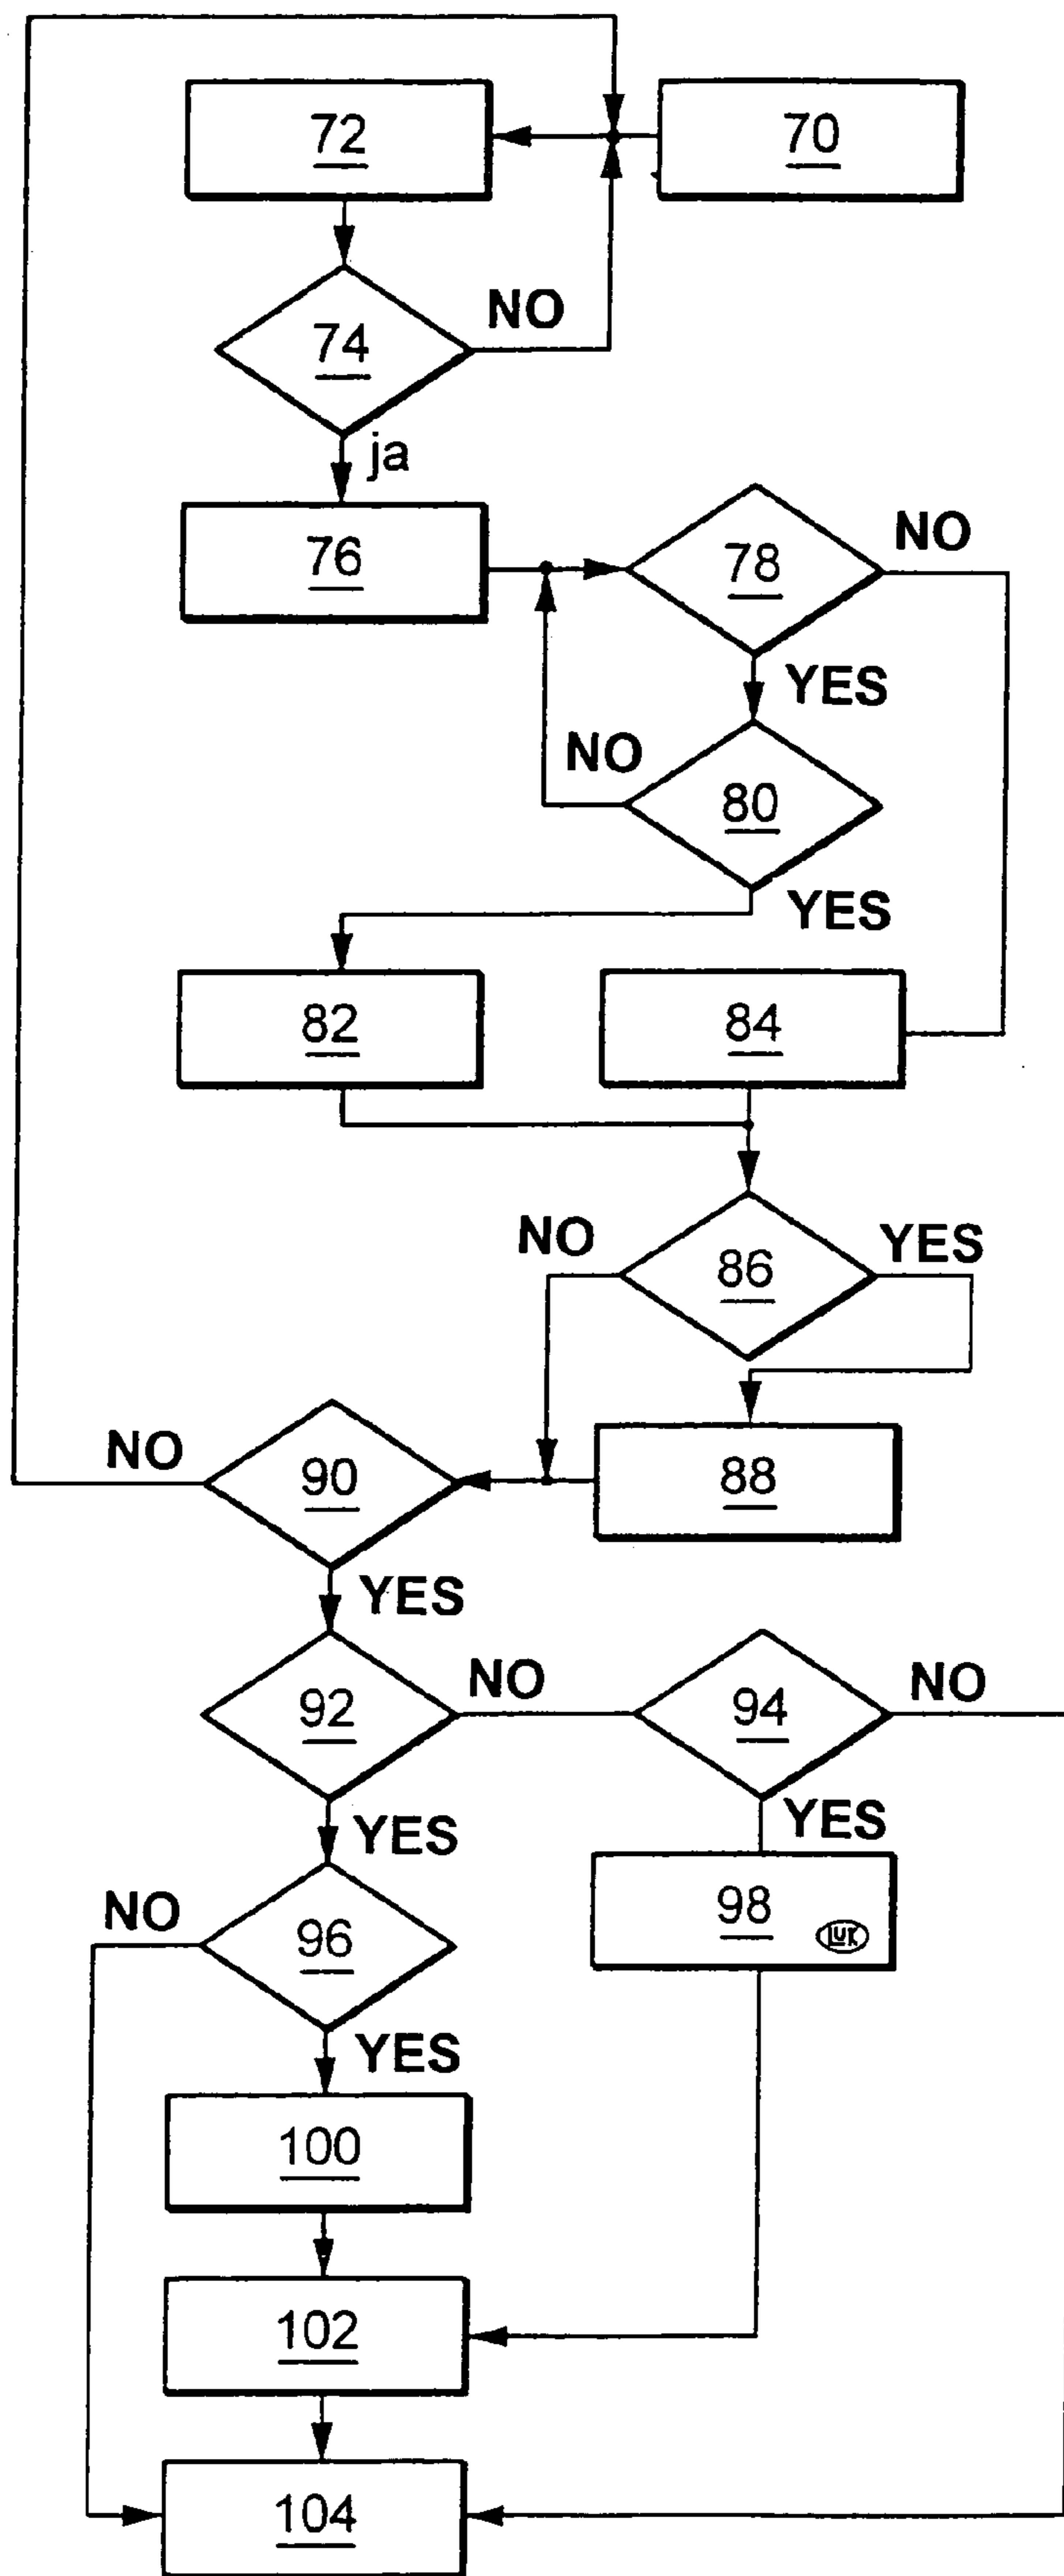 72
70
74
NO
ja
76
78
NO
YES
NO
80
YES
82
84
NO
86
YES
NO
90
88
YES
92
NO
94
NO
YES
YES
NO
96
98
LUK
YES
100
102
104